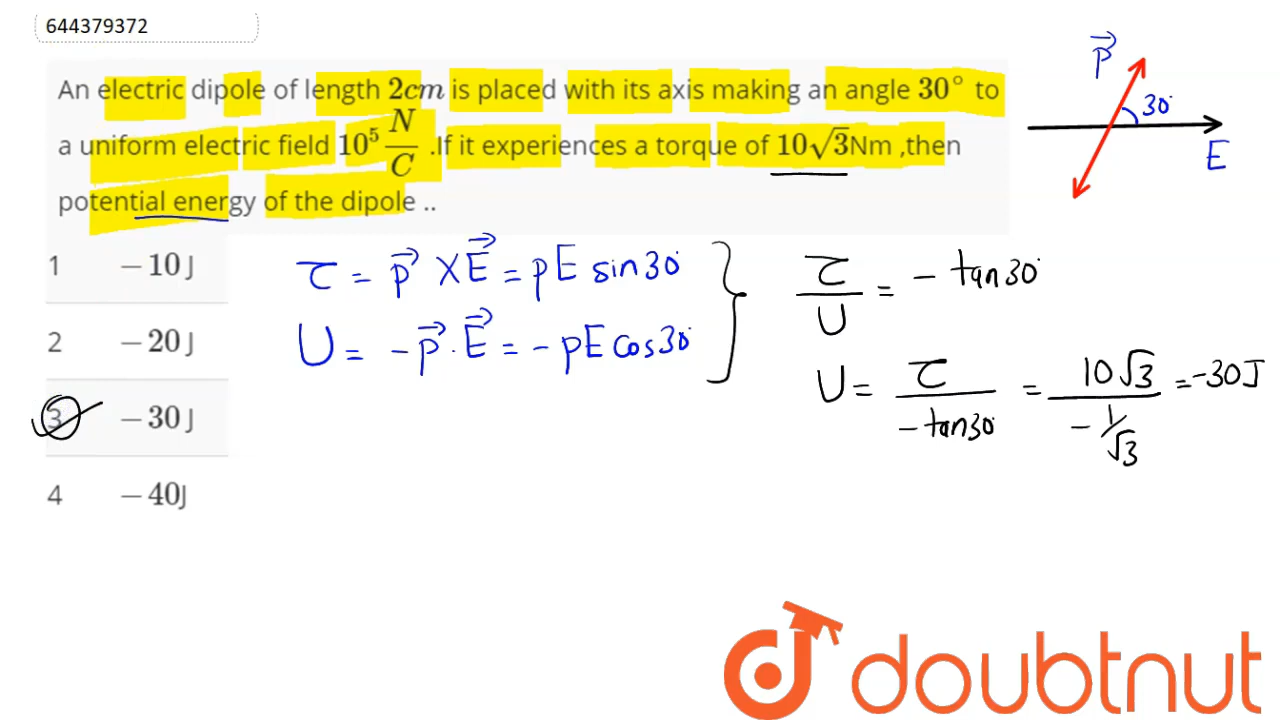 644379372
An electric dipole of length 2cm is placed with its axis making an angle 30° to
a uniform electric field 10⁵ N/C .If it experiences a torque of 10√3Nm ,then
potential energy of the dipole ..
1 −10 J
2 −20 J
3 −30 J
4 −40J
τ = p⃗ × E⃗ = pE sin30°
U = −p⃗ · E⃗ = −pE cos30°
τ/U = − tan30°
U = τ/−tan30° = 10√3/−1/√3 = −30J
p⃗
30°
E
doubtnut